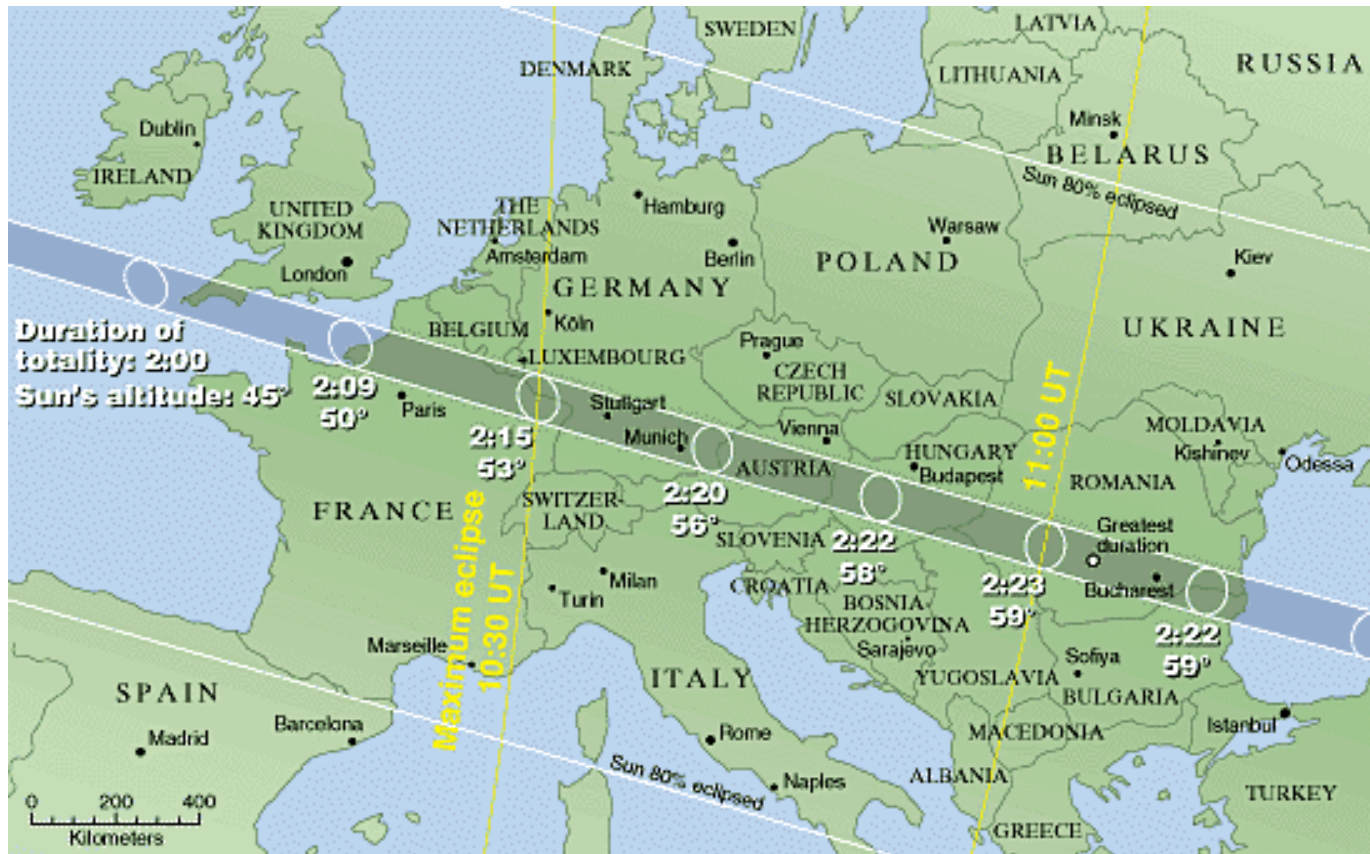 LATVIA
SWEDEN
RUSSIA
DENMARK
LITHUANIA
Minsk
Dublin
BELARUS
IRELAND
Sun 80% eclipsed
UNITED
KINGDOM
THE
NETHERLANDS
Hamburg
Amsterdam
Warsaw
London
Berlin
POLAND
Kiev
GERMANY
Köln
BELGIUM
UKRAINE
Duration of
totality: 2:00
Sun's altitude: 45°
LUXEMBOURG
Prague
CZECH
REPUBLIC
SLOVAKIA
2:09
50°
Paris
Stuttgart
Munich
Vienna
11:00 UT
MOLDAVIA
Kishinev
Odessa
2:15
53°
AUSTRIA
HUNGARY
Budapest
ROMANIA
FRANCE
SWITZER-
LAND
2:20
56°
SLOVENIA
2:22
58°
Greatest
duration
Maximum eclipse
10:30 UT
Milan
Turin
CROATIA
2:23
59°
Bucharest
BOSNIA
HERZOGOVINA
Sarajevo
2:22
59°
Marseille
Sofiya
YUGOSLAVIA
BULGARIA
SPAIN
ITALY
Barcelona
Madrid
Rome
MACEDONIA
Istanbul
Sun 80% eclipsed
Naples
ALBANIA
TURKEY
GREECE
0 200 400
Kilometers